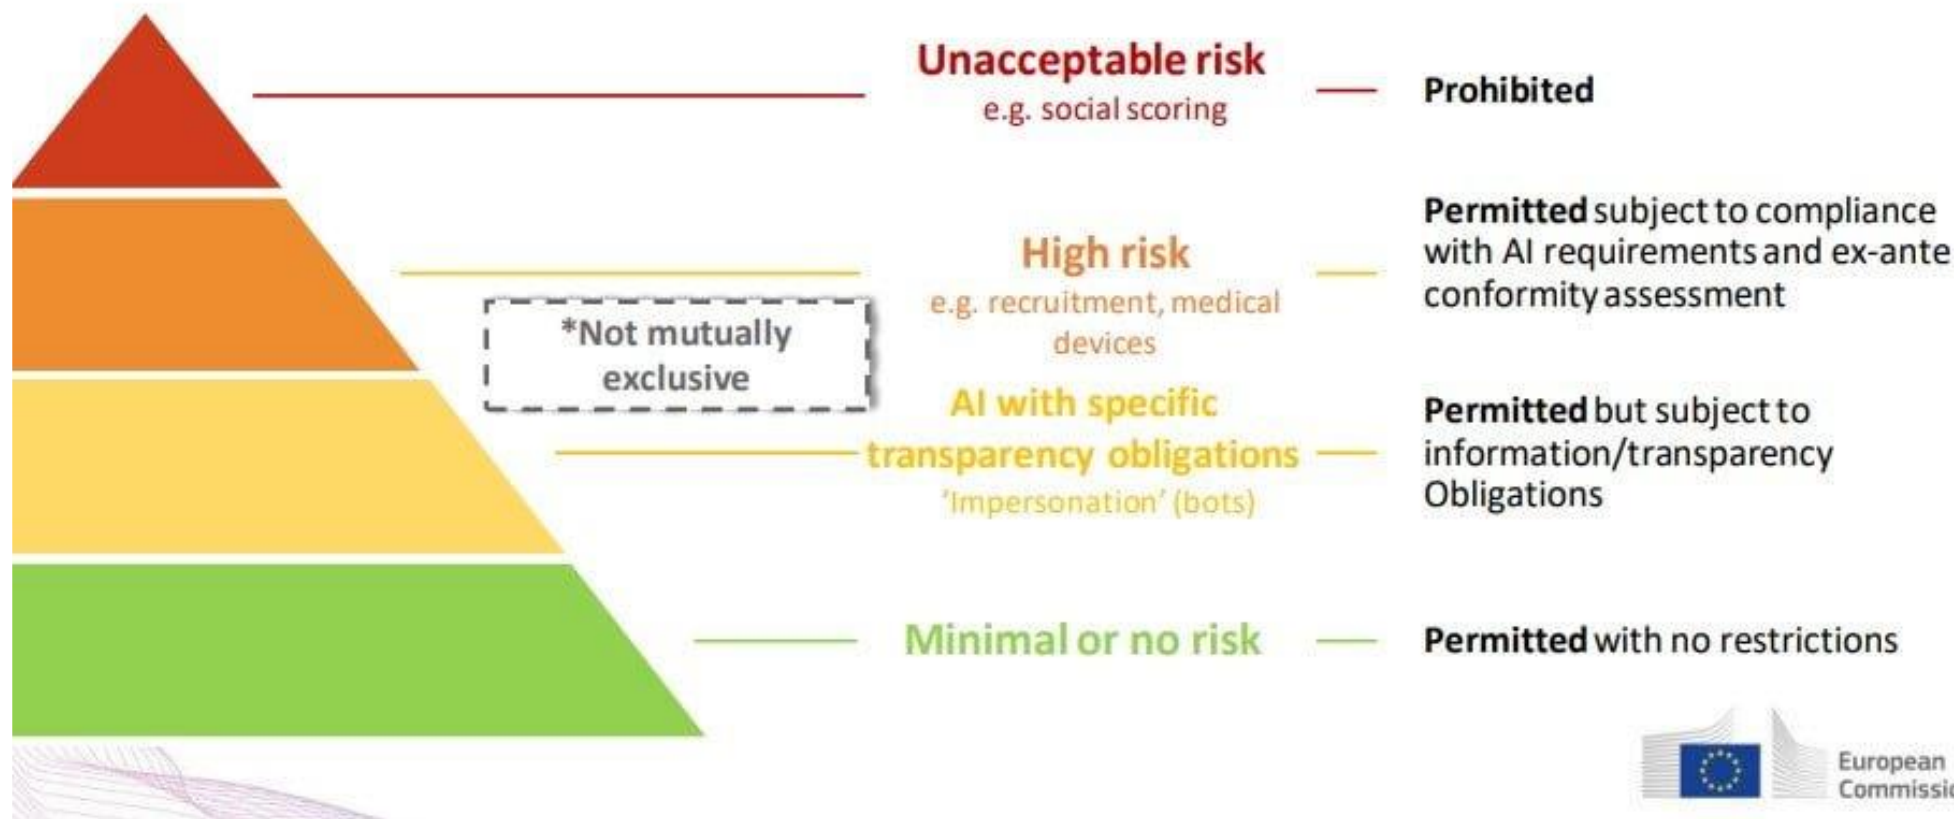 Unacceptable risk
e.g. social scoring
Prohibited
High risk
e.g. recruitment, medical
devices
Permitted subject to compliance
with AI requirements and ex-ante
conformity assessment
*Not mutually
exclusive
AI with specific
transparency obligations
'Impersonation' (bots)
Permitted but subject to
information/transparency
Obligations
Minimal or no risk
Permitted with no restrictions
European
Commissio